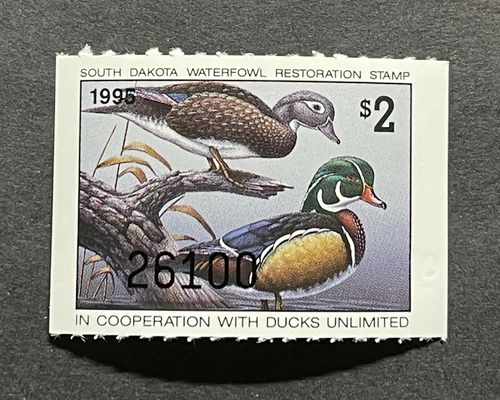 SOUTH DAKOTA WATERFOWL RESTORATION STAMP
1995
$2
26100
IN COOPERATION WITH DUCKS UNLIMITED